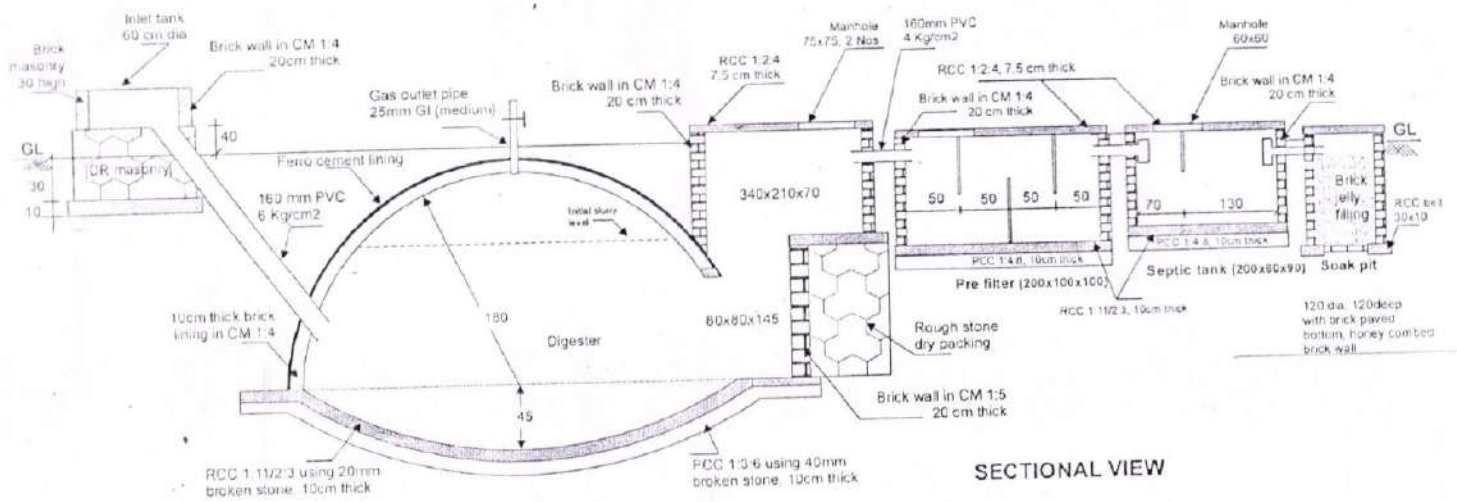 Inlet tank
60 cm dia
Brick
masonry
30 high
Brick wall in CM 1:4
20cm thick
Gas outlet pipe
25mm GI (medium)
Brick wall in CM 1:4
20 cm thick
RCC 1:2:4
7.5 cm thick
Manhole
75x75, 2 Nos
160mm PVC
4 Kg/cm2
Brick wall in CM 1:4
20 cm thick
RCC 1:2:4, 7.5 cm thick
Manhole
60x60
Brick wall in CM 1:4
20 cm thick
GL
40
30
10
DR masonry
Ferro cement lining
160 mm PVC
6 Kg/cm2
Initial slurry
level
340x210x70
50
50
50
50
70
130
Brick
jelly
filling
GL
RCC belt
30x10
PCC 1:4:8, 10cm thick
PCC 1:4:8, 10cm thick
Pre filter (200x100x100)
Septic tank (200x60x90)
Soak pit
RCC 1:11/2:3, 10cm thick
120 dia, 120deep
with brick paved
bottom, honey combed
brick wall
10cm thick brick
lining in CM 1:4
180
Digester
60x80x145
Rough stone
dry packing
45
Brick wall in CM 1:5
20 cm thick
RCC 1:11/2:3 using 20mm
broken stone, 10cm thick
PCC 1:3:6 using 40mm
broken stone, 10cm thick
SECTIONAL VIEW